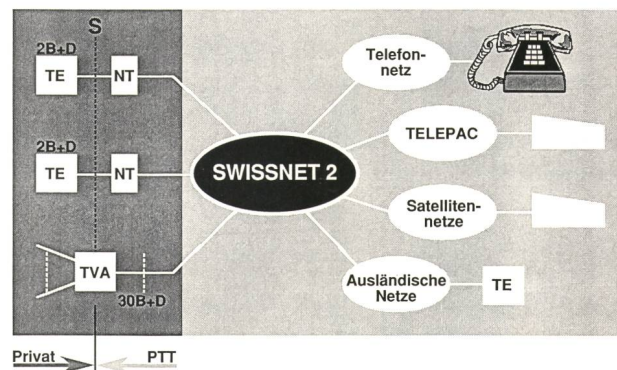 S
2B+D
TE
NT
2B+D
TE
NT
TVA
30B+D
SWISSNET 2
Telefon-
netz
TELEPAC
Satelliten-
netze
Ausländische
Netze
TE
Privat
PTT